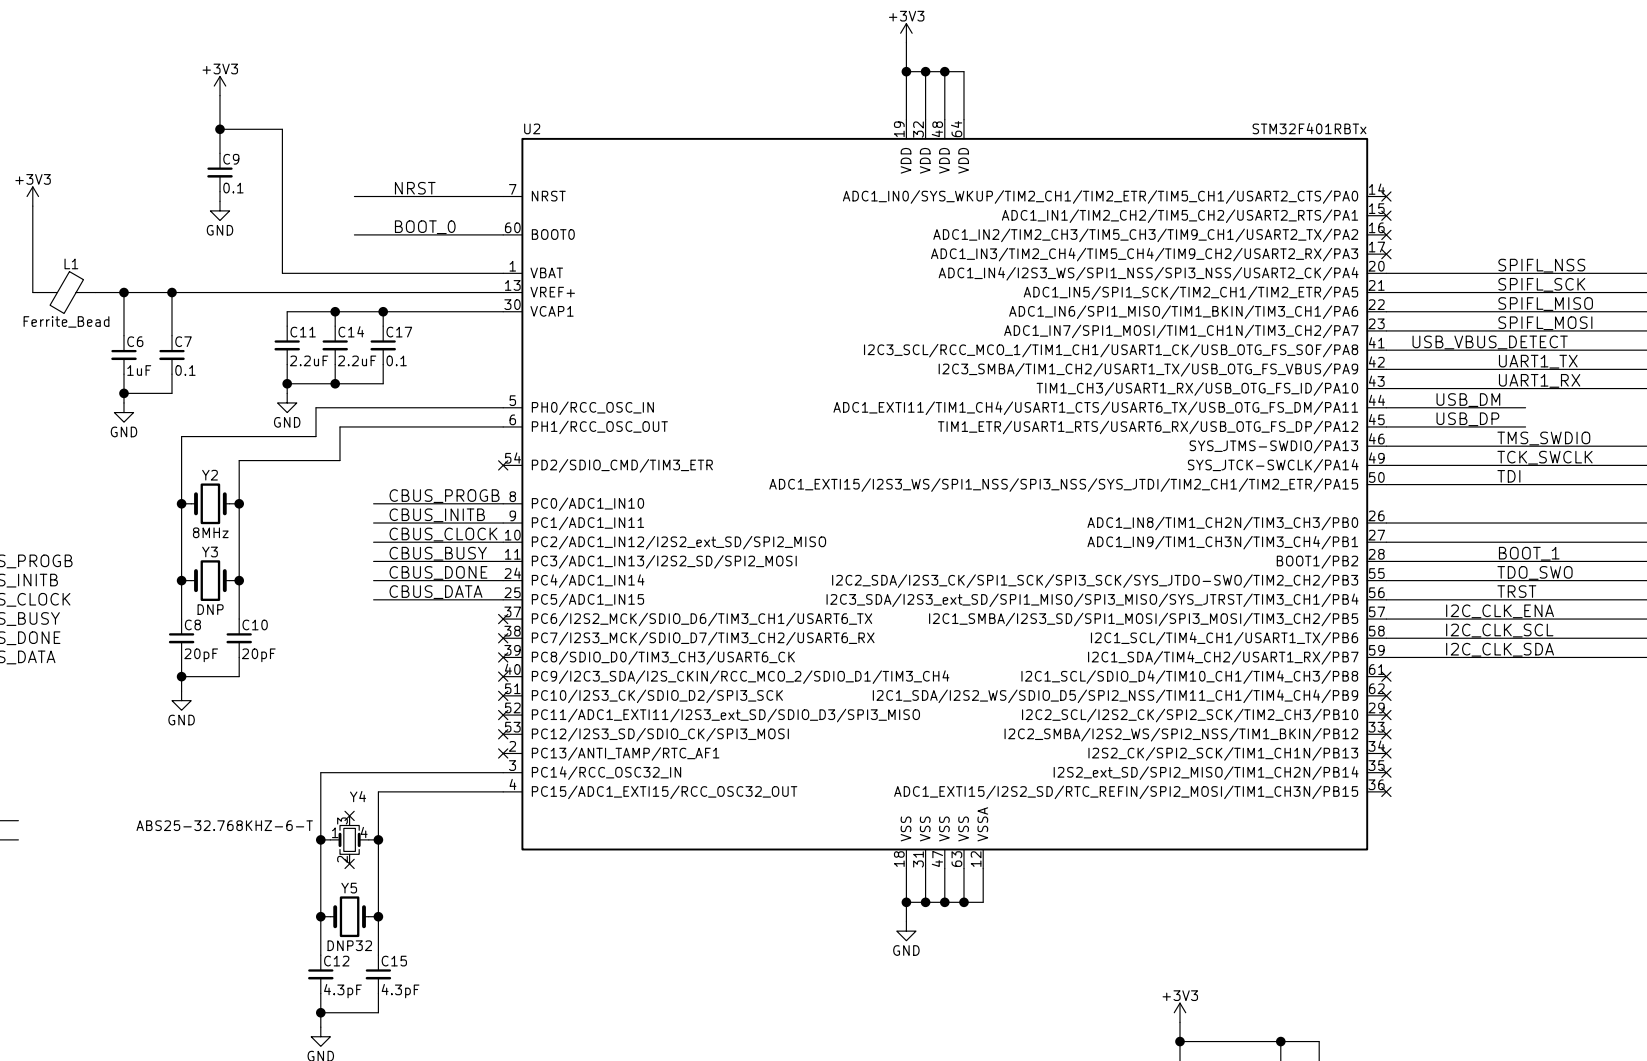 +3V3
+3V3
U2
STM32F401RBTx
19
32
48
64
VDD
VDD
VDD
VDD
C9
0.1
GND
+3V3
NRST
7
NRST
BOOT_0
60
BOOT0
L1
Ferrite_Bead
1
VBAT
13
VREF+
30
VCAP1
C6
1uF
C7
0.1
GND
C11
2.2uF
C14
2.2uF
C17
0.1
GND
5
PH0/RCC_OSC_IN
6
PH1/RCC_OSC_OUT
54
PD2/SDIO_CMD/TIM3_ETR
Y2
8MHz
Y3
DNP
C8
20pF
C10
20pF
GND
S_PROGB
S_INITB
S_CLOCK
S_BUSY
S_DONE
S_DATA
CBUS_PROGB 8 PC0/ADC1_IN10
CBUS_INITB 9 PC1/ADC1_IN11
CBUS_CLOCK 10 PC2/ADC1_IN12/I2S2_ext_SD/SPI2_MISO
CBUS_BUSY 11 PC3/ADC1_IN13/I2S2_SD/SPI2_MOSI
CBUS_DONE 24 PC4/ADC1_IN14
CBUS_DATA 25 PC5/ADC1_IN15
37 PC6/I2S2_MCK/SDIO_D6/TIM3_CH1/USART6_TX
38 PC7/I2S3_MCK/SDIO_D7/TIM3_CH2/USART6_RX
39 PC8/SDIO_D0/TIM3_CH3/USART6_CK
40 PC9/I2C3_SDA/I2S_CKIN/RCC_MCO_2/SDIO_D1/TIM3_CH4
51 PC10/I2S3_CK/SDIO_D2/SPI3_SCK
52 PC11/ADC1_EXTI11/I2S3_ext_SD/SDIO_D3/SPI3_MISO
53 PC12/I2S3_SD/SDIO_CK/SPI3_MOSI
2 PC13/ANTI_TAMP/RTC_AF1
3 PC14/RCC_OSC32_IN
4 PC15/ADC1_EXTI15/RCC_OSC32_OUT
ADC1_IN0/SYS_WKUP/TIM2_CH1/TIM2_ETR/TIM5_CH1/USART2_CTS/PA0 14
ADC1_IN1/TIM2_CH2/TIM5_CH2/USART2_RTS/PA1 15
ADC1_IN2/TIM2_CH3/TIM5_CH3/TIM9_CH1/USART2_TX/PA2 16
ADC1_IN3/TIM2_CH4/TIM5_CH4/TIM9_CH2/USART2_RX/PA3 17
ADC1_IN4/I2S3_WS/SPI1_NSS/SPI3_NSS/USART2_CK/PA4 20 SPIFL_NSS
ADC1_IN5/SPI1_SCK/TIM2_CH1/TIM2_ETR/PA5 21 SPIFL_SCK
ADC1_IN6/SPI1_MISO/TIM1_BKIN/TIM3_CH1/PA6 22 SPIFL_MISO
ADC1_IN7/SPI1_MOSI/TIM1_CH1N/TIM3_CH2/PA7 23 SPIFL_MOSI
I2C3_SCL/RCC_MCO_1/TIM1_CH1/USART1_CK/USB_OTG_FS_SOF/PA8 41 USB_VBUS_DETECT
I2C3_SMBA/TIM1_CH2/USART1_TX/USB_OTG_FS_VBUS/PA9 42 UART1_TX
TIM1_CH3/USART1_RX/USB_OTG_FS_ID/PA10 43 UART1_RX
ADC1_EXTI11/TIM1_CH4/USART1_CTS/USART6_TX/USB_OTG_FS_DM/PA11 44 USB_DM
TIM1_ETR/USART1_RTS/USART6_RX/USB_OTG_FS_DP/PA12 45 USB_DP
SYS_JTMS-SWDIO/PA13 46 TMS_SWDIO
SYS_JTCK-SWCLK/PA14 49 TCK_SWCLK
ADC1_EXTI15/I2S3_WS/SPI1_NSS/SPI3_NSS/SYS_JTDI/TIM2_CH1/TIM2_ETR/PA15 50 TDI
ADC1_IN8/TIM1_CH2N/TIM3_CH3/PB0 26
ADC1_IN9/TIM1_CH3N/TIM3_CH4/PB1 27
BOOT1/PB2 28 BOOT_1
I2C2_SDA/I2S3_CK/SPI1_SCK/SPI3_SCK/SYS_JTDO-SWO/TIM2_CH2/PB3 55 TDO_SWO
I2C3_SDA/I2S3_ext_SD/SPI1_MISO/SPI3_MISO/SYS_JTRST/TIM3_CH1/PB4 56 TRST
I2C1_SMBA/I2S3_SD/SPI1_MOSI/SPI3_MOSI/TIM3_CH2/PB5 57 I2C_CLK_ENA
I2C1_SCL/TIM4_CH1/USART1_TX/PB6 58 I2C_CLK_SCL
I2C1_SDA/TIM4_CH2/USART1_RX/PB7 59 I2C_CLK_SDA
I2C1_SCL/SDIO_D4/TIM10_CH1/TIM4_CH3/PB8 61
I2C1_SDA/I2S2_WS/SDIO_D5/SPI2_NSS/TIM11_CH1/TIM4_CH4/PB9 62
I2C2_SCL/I2S2_CK/SPI2_SCK/TIM2_CH3/PB10 29
I2C2_SMBA/I2S2_WS/SPI2_NSS/TIM1_BKIN/PB12 33
I2S2_CK/SPI2_SCK/TIM1_CH1N/PB13 34
I2S2_ext_SD/SPI2_MISO/TIM1_CH2N/PB14 35
ADC1_EXTI15/I2S2_SD/RTC_REFIN/SPI2_MOSI/TIM1_CH3N/PB15 36
Y4
ABS25-32.768KHZ-6-T
1
3
4
2
Y5
DNP32
C12
4.3pF
C15
4.3pF
GND
VSS
VSS
VSS
VSS
VSSA
18
31
47
63
12
GND
+3V3